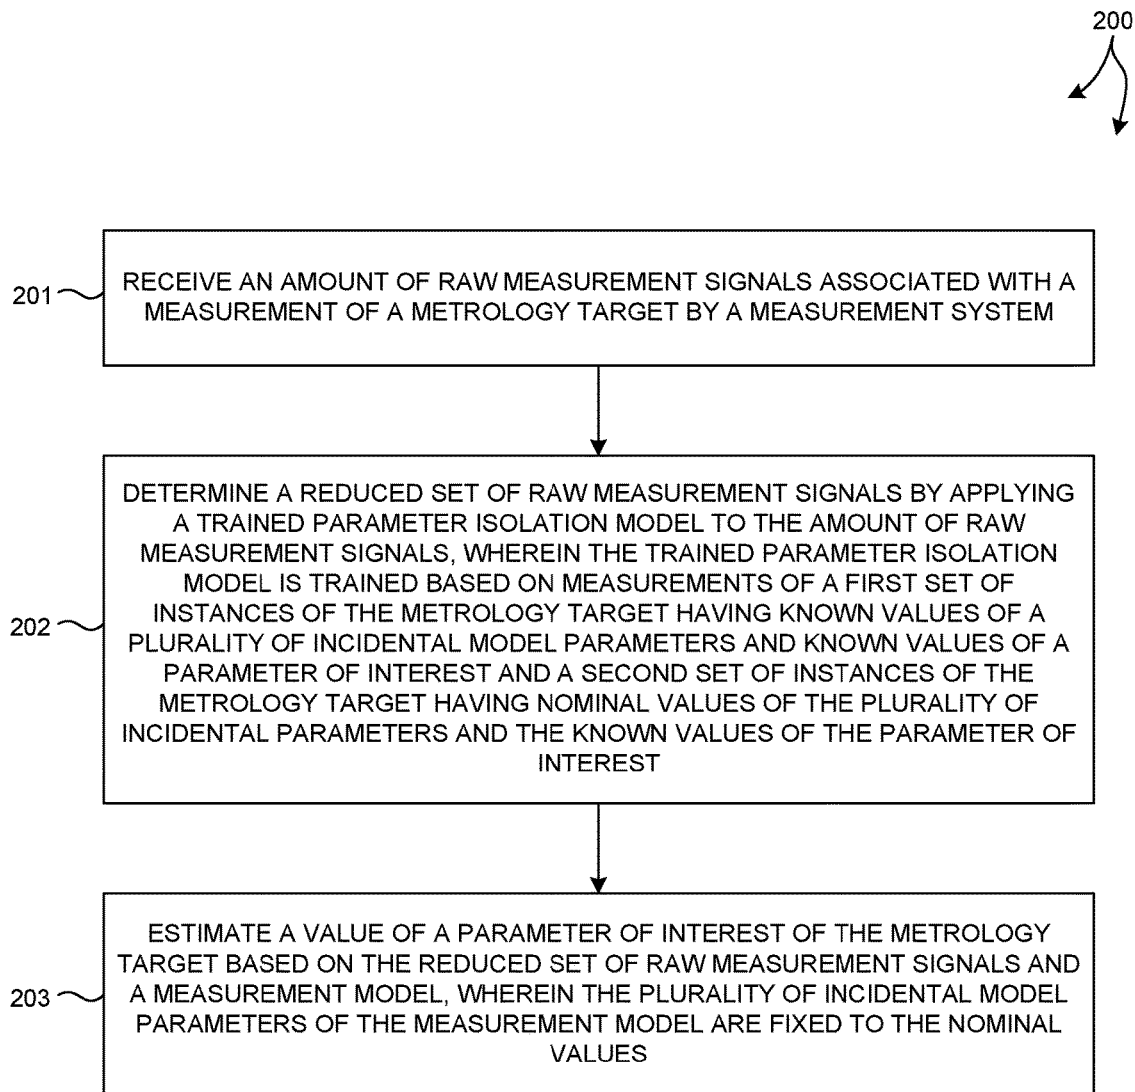 200
201
RECEIVE AN AMOUNT OF RAW MEASUREMENT SIGNALS ASSOCIATED WITH A
MEASUREMENT OF A METROLOGY TARGET BY A MEASUREMENT SYSTEM
202
DETERMINE A REDUCED SET OF RAW MEASUREMENT SIGNALS BY APPLYING
A TRAINED PARAMETER ISOLATION MODEL TO THE AMOUNT OF RAW
MEASUREMENT SIGNALS, WHEREIN THE TRAINED PARAMETER ISOLATION
MODEL IS TRAINED BASED ON MEASUREMENTS OF A FIRST SET OF
INSTANCES OF THE METROLOGY TARGET HAVING KNOWN VALUES OF A
PLURALITY OF INCIDENTAL MODEL PARAMETERS AND KNOWN VALUES OF A
PARAMETER OF INTEREST AND A SECOND SET OF INSTANCES OF THE
METROLOGY TARGET HAVING NOMINAL VALUES OF THE PLURALITY OF
INCIDENTAL PARAMETERS AND THE KNOWN VALUES OF THE PARAMETER OF
INTEREST
203
ESTIMATE A VALUE OF A PARAMETER OF INTEREST OF THE METROLOGY
TARGET BASED ON THE REDUCED SET OF RAW MEASUREMENT SIGNALS AND
A MEASUREMENT MODEL, WHEREIN THE PLURALITY OF INCIDENTAL MODEL
PARAMETERS OF THE MEASUREMENT MODEL ARE FIXED TO THE NOMINAL
VALUES